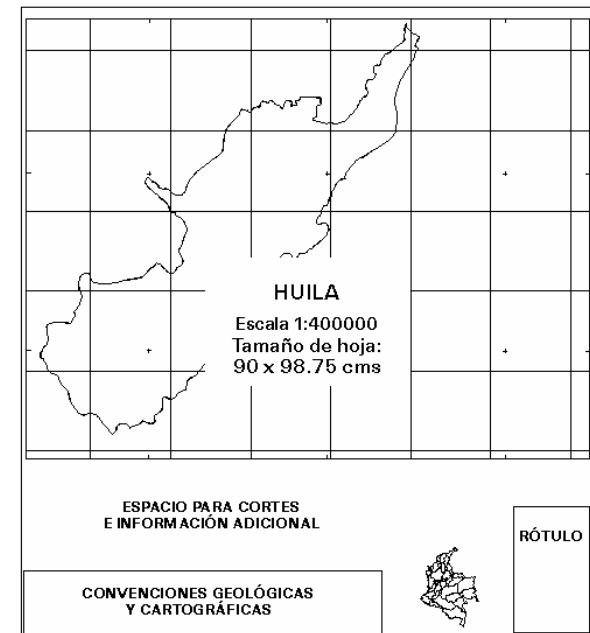 HUILA
Escala 1:400000
Tamaño de hoja:
90 x 98.75 cms
ESPACIO PARA CORTES
E INFORMACIÓN ADICIONAL
RÓTULO
CONVENCIONES GEOLÓGICAS
Y CARTOGRÁFICAS